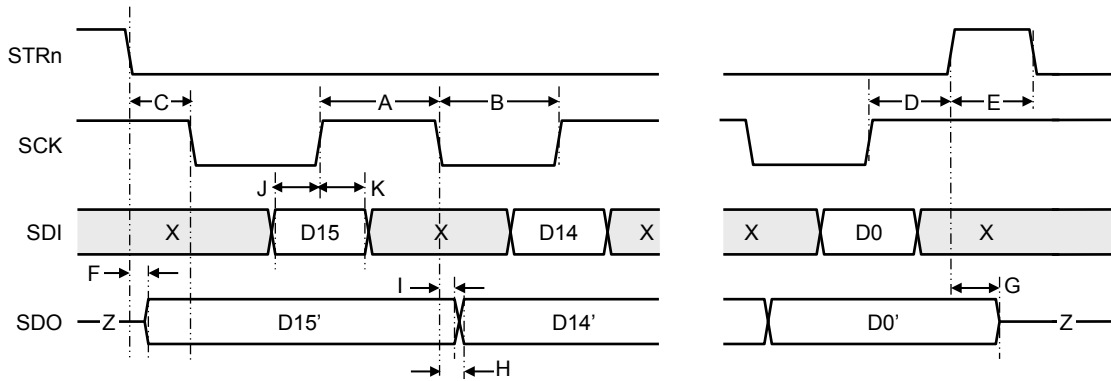 STRn
C A B D E
SCK
J K
SDI X D15 X D14 X X D0 X
F I G
SDO Z D15’ D14’ D0’ Z
H